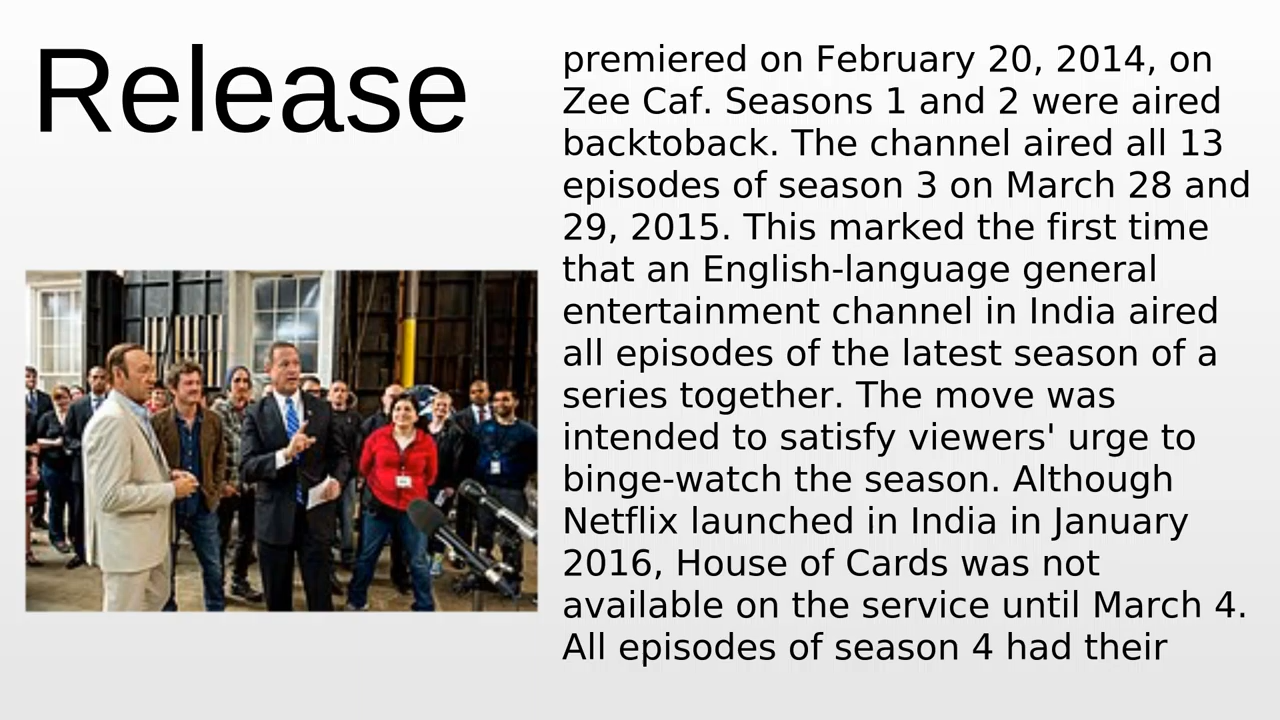 Release
premiered on February 20, 2014, on
Zee Caf. Seasons 1 and 2 were aired
backtoback. The channel aired all 13
episodes of season 3 on March 28 and
29, 2015. This marked the first time
that an English-language general
entertainment channel in India aired
all episodes of the latest season of a
series together. The move was
intended to satisfy viewers' urge to
binge-watch the season. Although
Netflix launched in India in January
2016, House of Cards was not
available on the service until March 4.
All episodes of season 4 had their